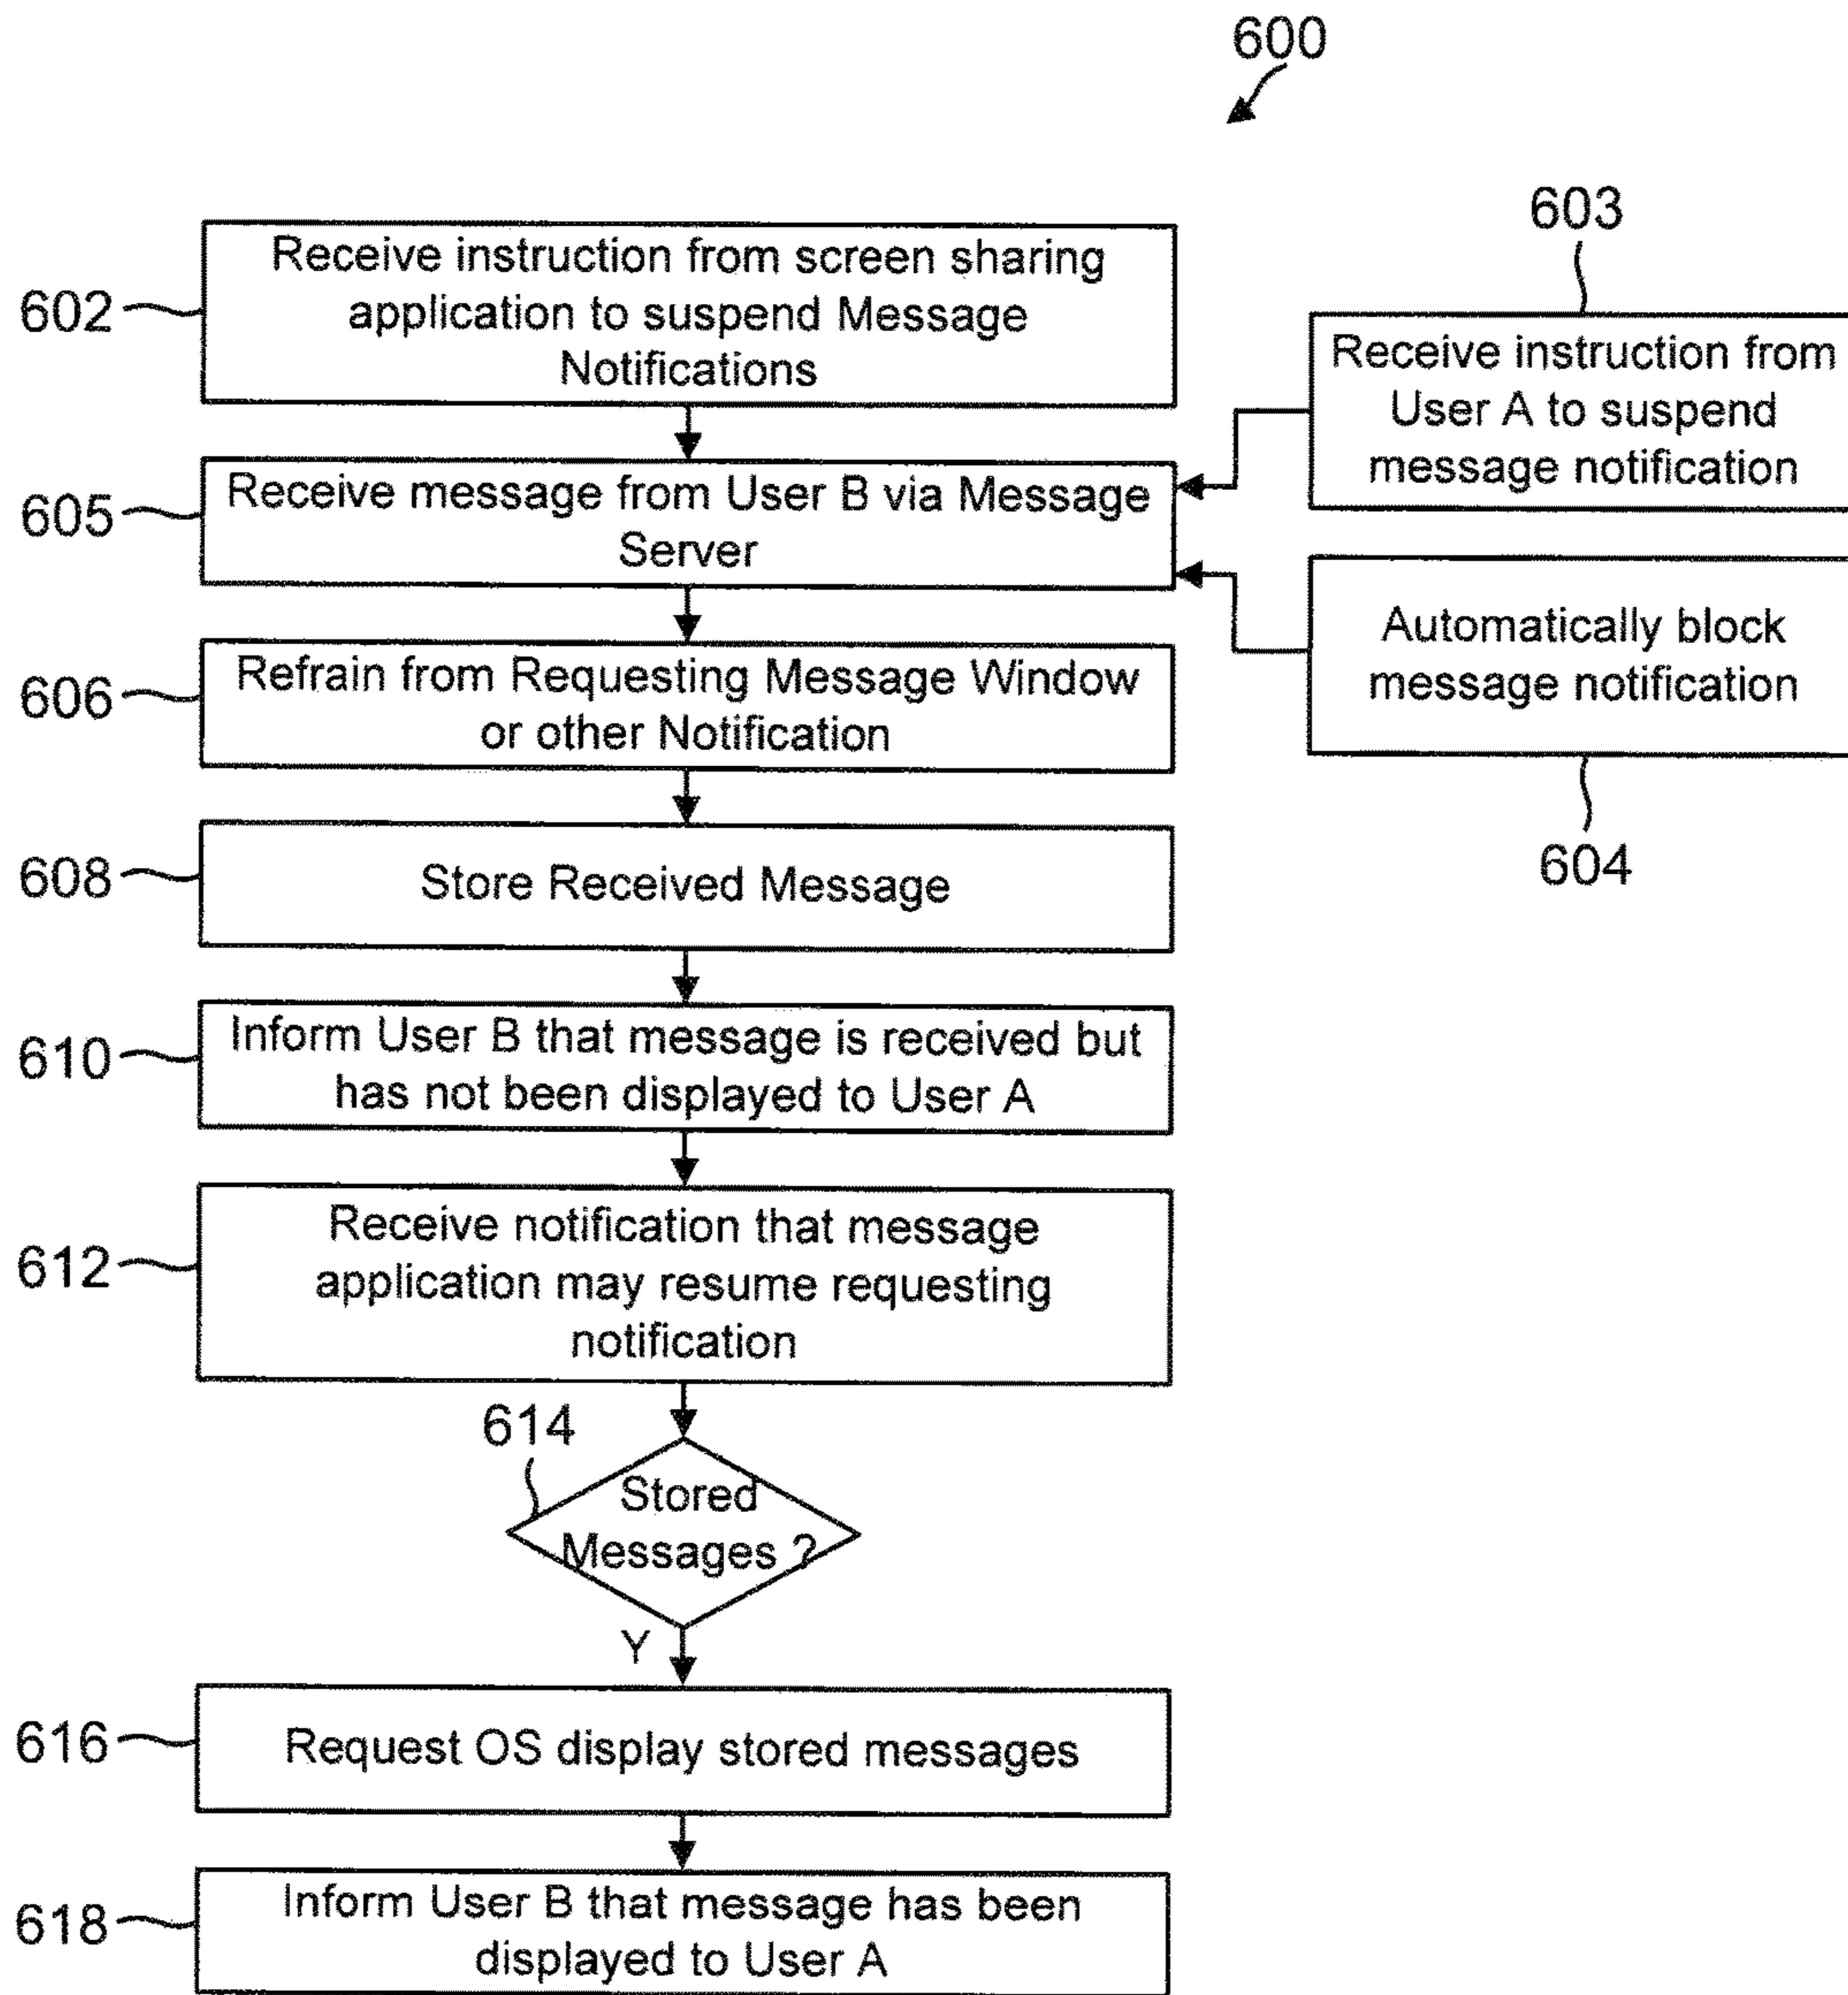 600
602
Receive instruction from screen sharing
application to suspend Message
Notifications
603
Receive instruction from
User A to suspend
message notification
605
Receive message from User B via Message
Server
Automatically block
message notification
604
606
Refrain from Requesting Message Window
or other Notification
608
Store Received Message
610
Inform User B that message is received but
has not been displayed to User A
612
Receive notification that message
application may resume requesting
notification
614
Stored
Messages ?
Y
616
Request OS display stored messages
618
Inform User B that message has been
displayed to User A